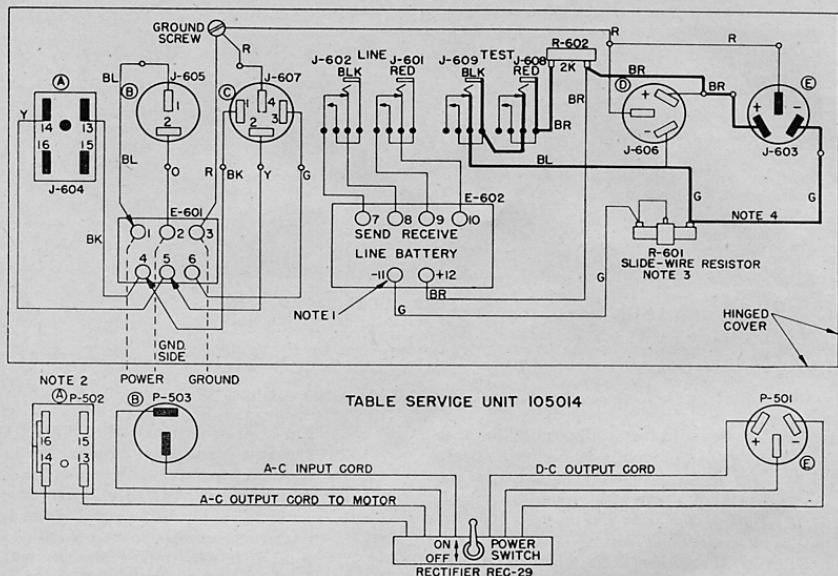 GROUND
SCREW
R
R
J-602
LINE
BLK
J-601
RED
J-609
BLK
TEST
J-608
RED
R-602
2K
R
R
A
BL
J-605
B
1
2
C
J-607
1
4
2
3
BR
BR
D
+
−
J-606
BR
E
+
−
J-603
Y
14
13
16
15
J-604
BL
O
R
BK
Y
G
BR
BR
BL
G
G
NOTE 4
BK
E-601
1
2
3
4
5
6
E-602
7
8
9
10
SEND RECEIVE
LINE BATTERY
-11
+12
G
BR
G
R-601
SLIDE-WIRE RESISTOR
NOTE 3
NOTE 1
GND.
SIDE
HINGED
COVER
POWER
GROUND
NOTE 2
A
P-502
16
15
14
13
B
P-503
TABLE SERVICE UNIT 105014
P-501
+
−
E
A-C INPUT CORD
D-C OUTPUT CORD
A-C OUTPUT CORD TO MOTOR
ON
OFF
POWER
SWITCH
RECTIFIER REC-29